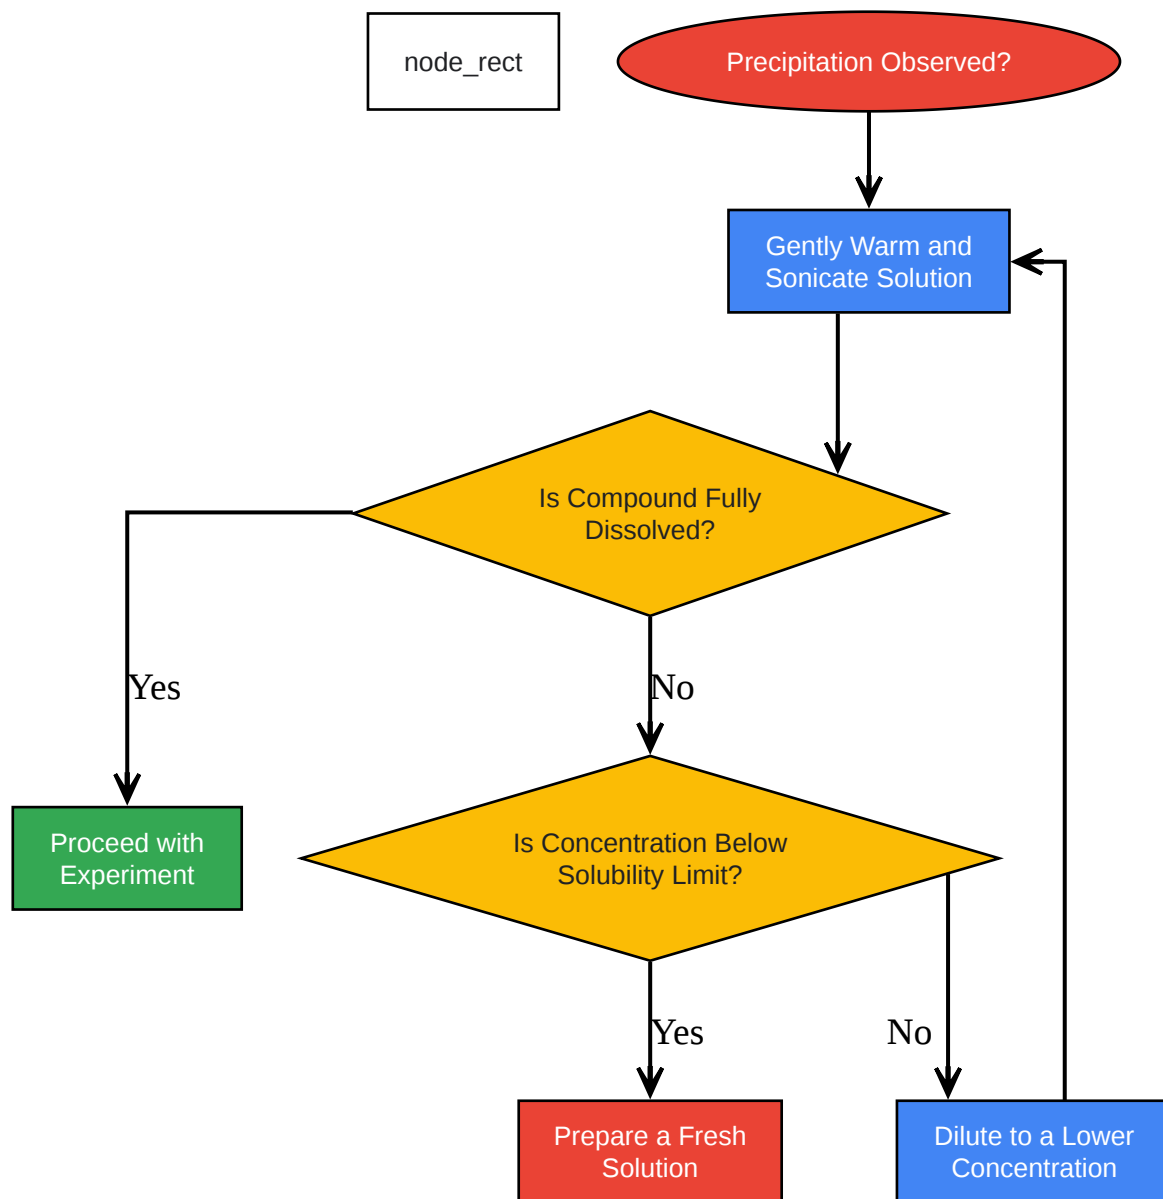 node_rect
Precipitation Observed?
Gently Warm and
Sonicate Solution
Is Compound Fully
Dissolved?
Yes
No
Proceed with
Experiment
Is Concentration Below
Solubility Limit?
Yes
No
Prepare a Fresh
Solution
Dilute to a Lower
Concentration